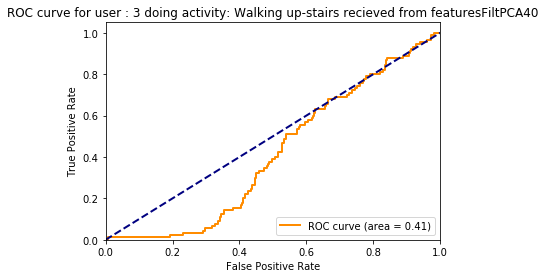 ROC curve for user : 3 doing activity: Walking up-stairs recieved from featuresFiltPCA40
1.0
0.8
0.6
0.4
0.2
0.0
True Positive Rate
ROC curve (area = 0.41)
0.0 0.2 0.4 0.6 0.8 1.0
False Positive Rate